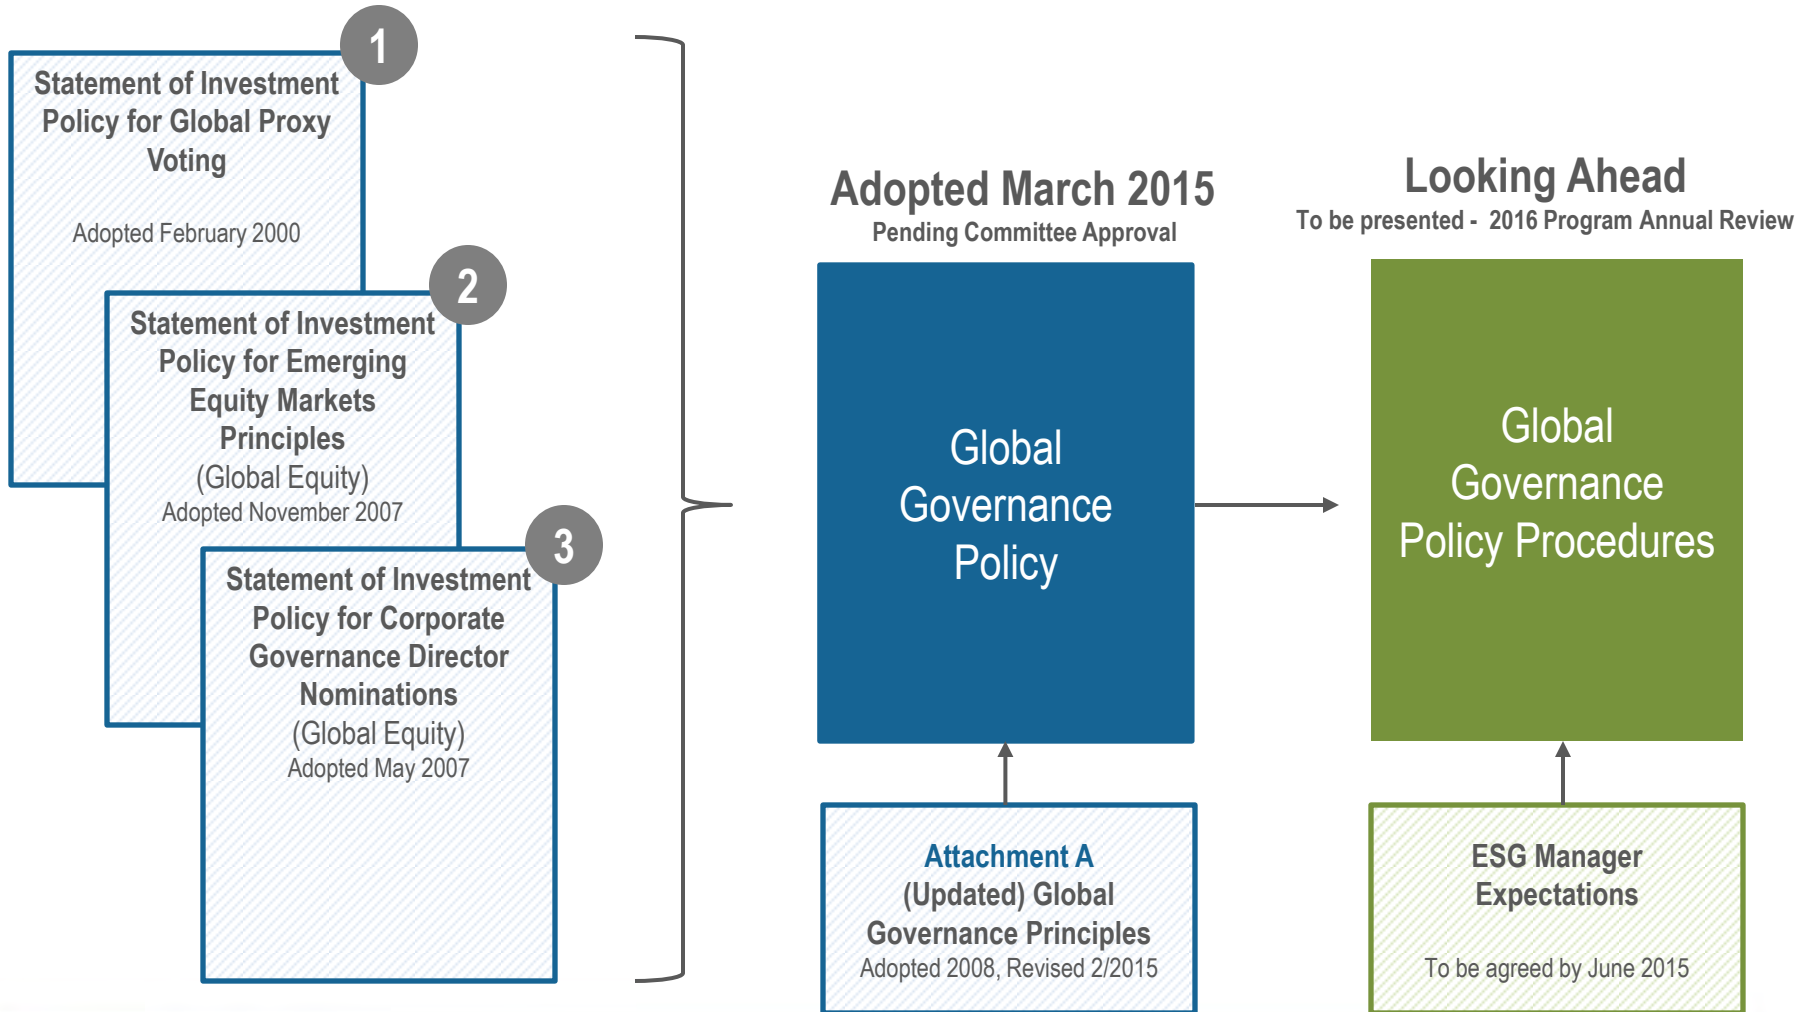 1
Statement of Investment
Policy for Global Proxy
Voting
Adopted February 2000
2
Statement of Investment
Policy for Emerging
Equity Markets
Principles
(Global Equity)
Adopted November 2007
3
Statement of Investment
Policy for Corporate
Governance Director
Nominations
(Global Equity)
Adopted May 2007
Adopted March 2015
Pending Committee Approval
Global
Governance
Policy
Attachment A
(Updated) Global
Governance Principles
Adopted 2008, Revised 2/2015
Looking Ahead
To be presented - 2016 Program Annual Review
Global
Governance
Policy Procedures
ESG Manager
Expectations
To be agreed by June 2015